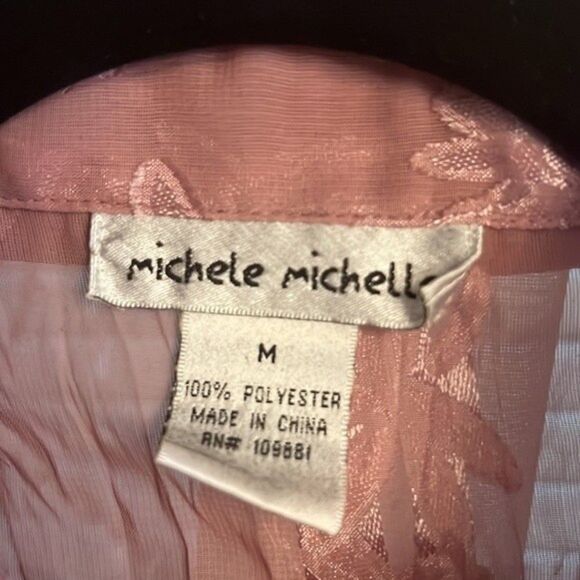 michele michelle
M
100% POLYESTER
MADE IN CHINA
RN# 109881